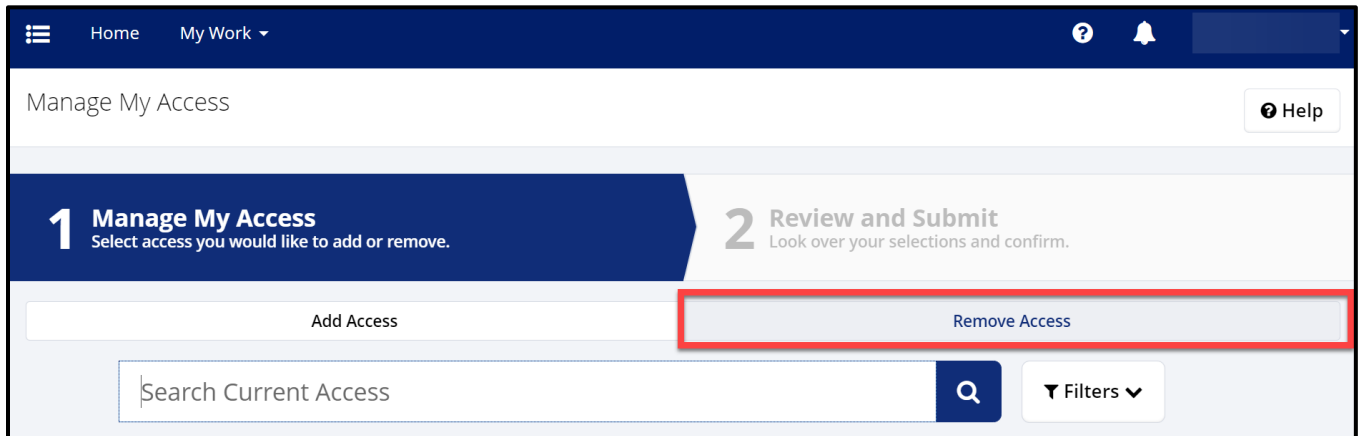 Home My Work
Manage My Access
Help
1 Manage My Access
Select access you would like to add or remove.
2 Review and Submit
Look over your selections and confirm.
Add Access
Remove Access
Search Current Access
Filters